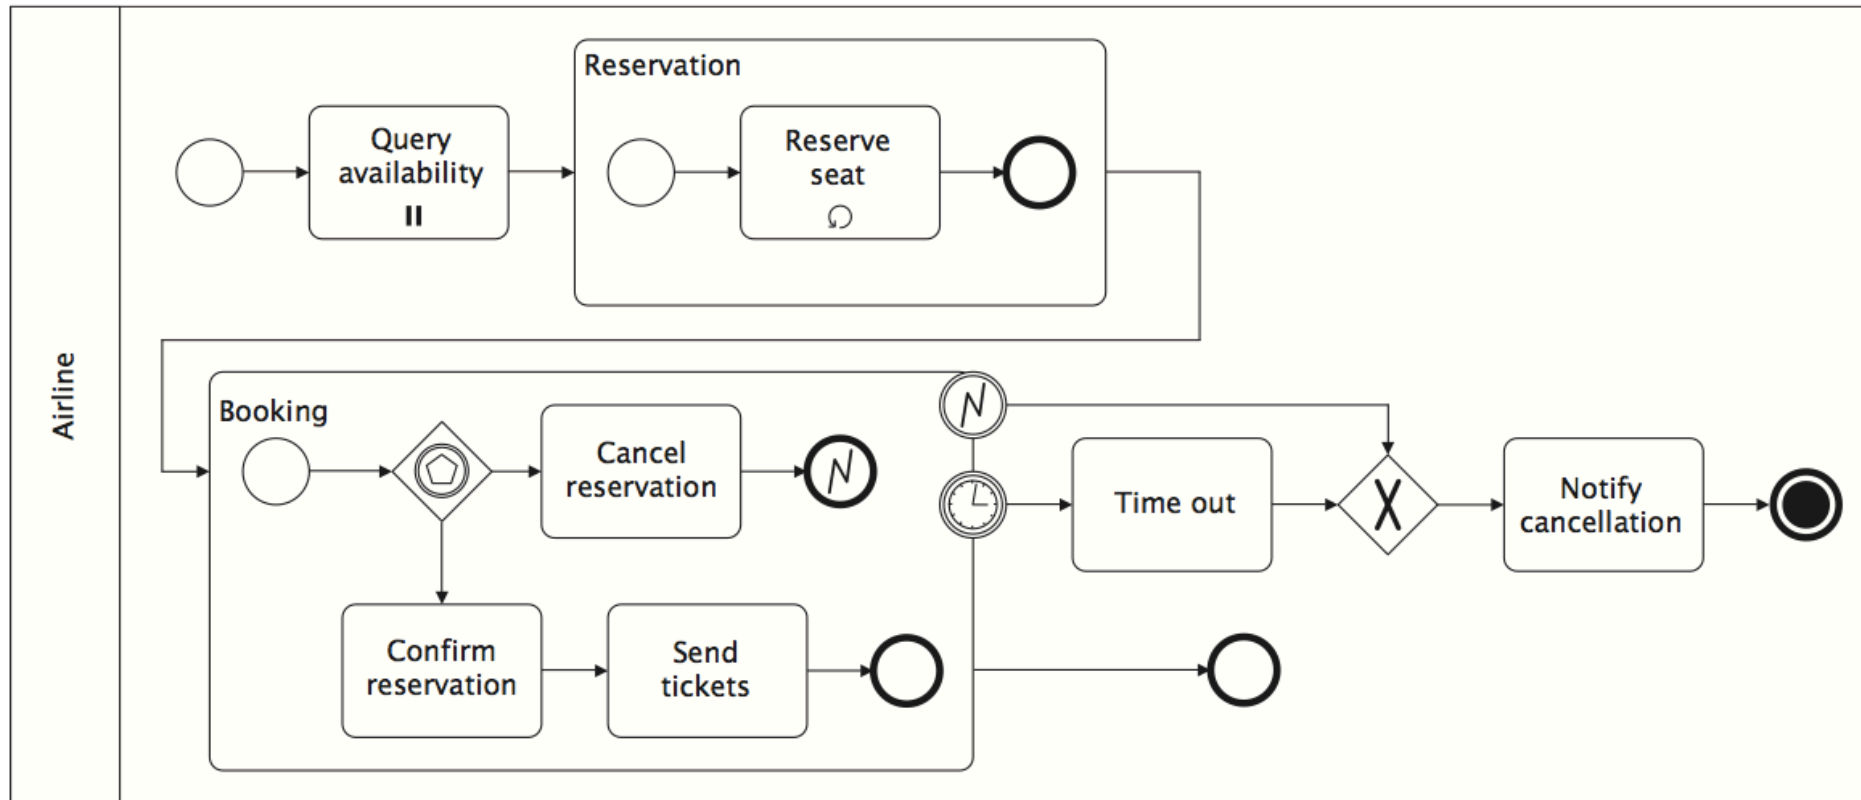 Airline
Reservation
Query
availability
Reserve
seat
Booking
Cancel
reservation
Time out
Notify
cancellation
Confirm
reservation
Send
tickets